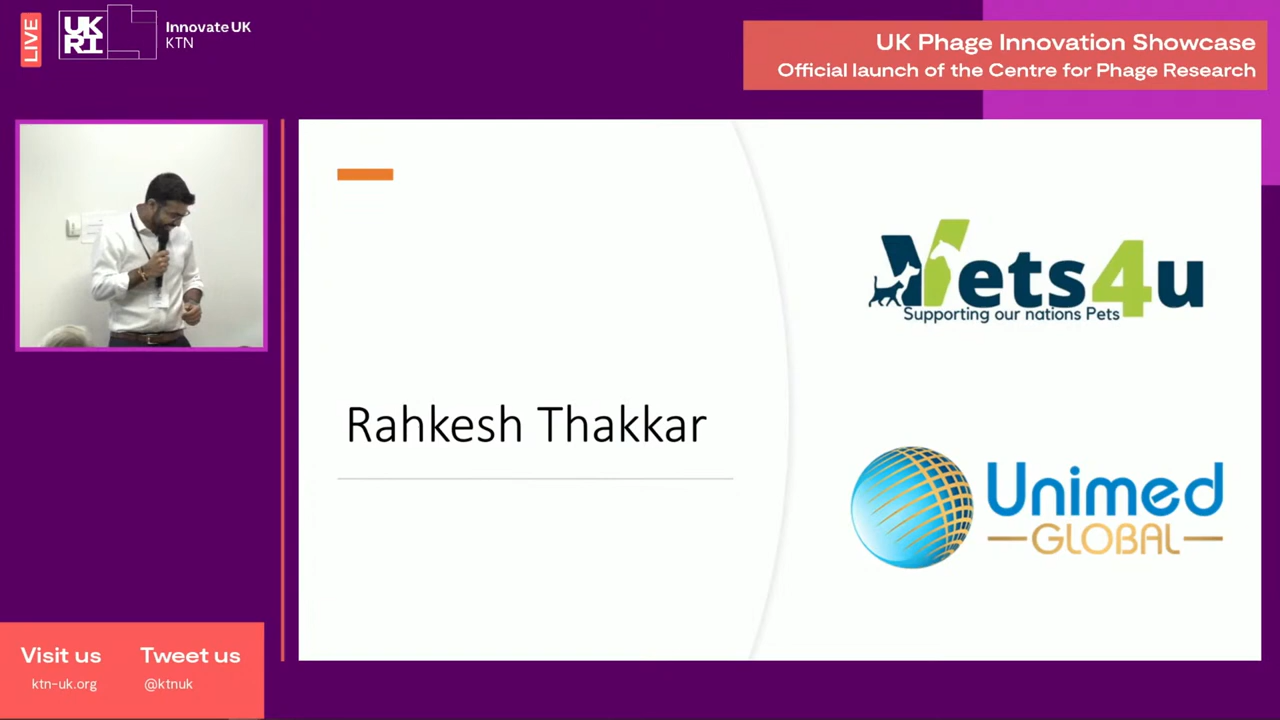 LIVE
UK
RI
Innovate UK
KTN
UK Phage Innovation Showcase
Official launch of the Centre for Phage Research
Vets4u
Supporting our nations Pets
Rahkesh Thakkar
Unimed
GLOBAL
Visit us
Tweet us
ktn-uk.org
@ktnuk